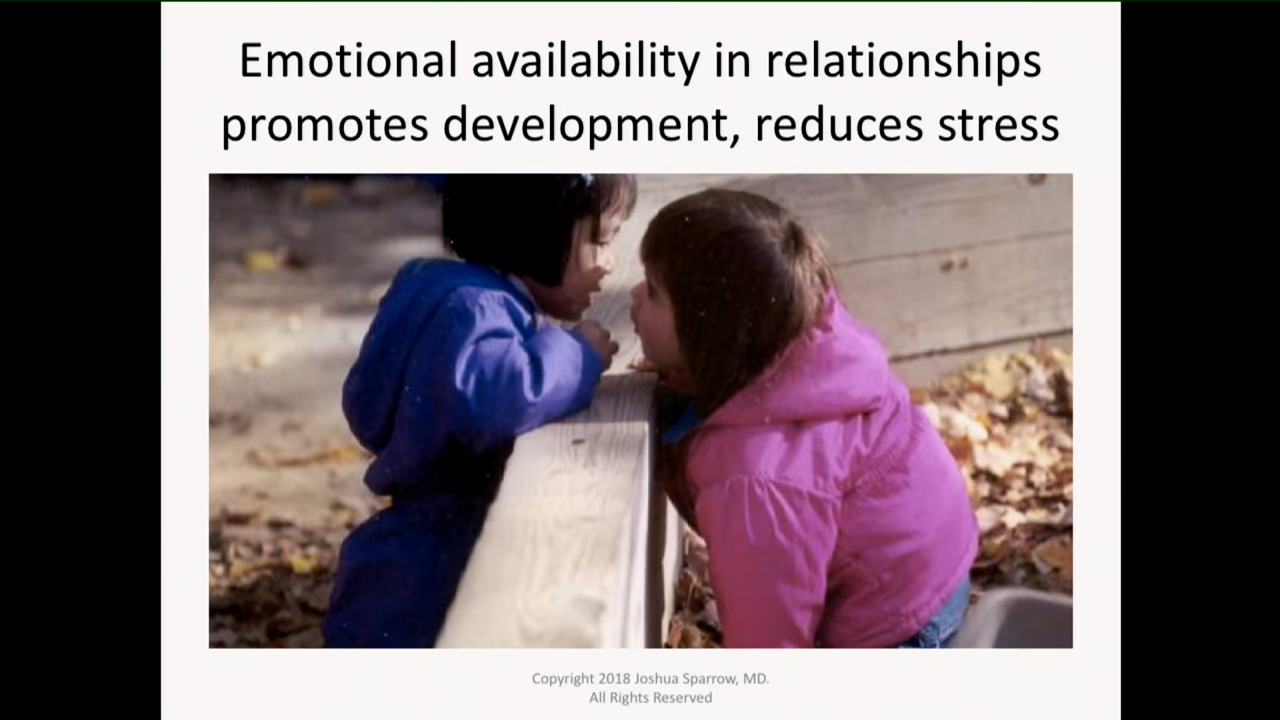 Emotional availability in relationships
promotes development, reduces stress
Copyright 2018 Joshua Sparrow, MD.
All Rights Reserved